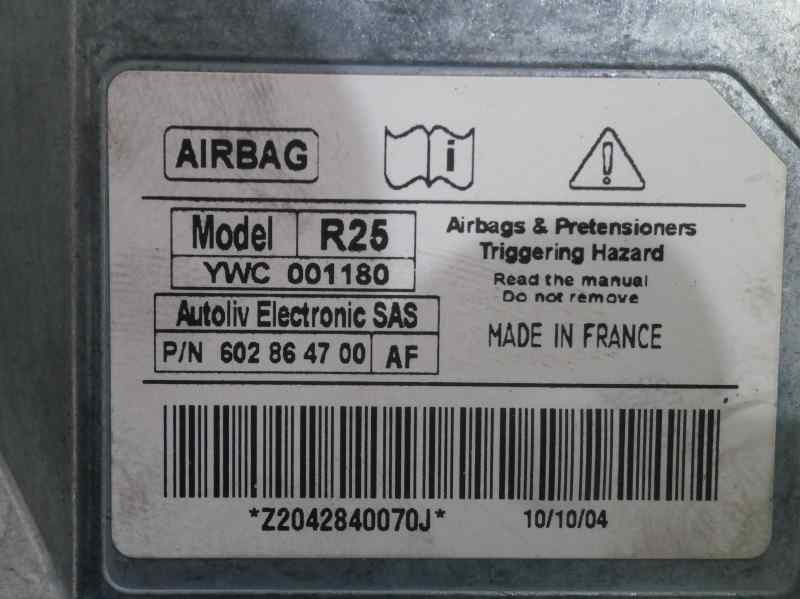 AIRBAG
i
!
Model R25
YWC 001180
Autoliv Electronic SAS
P/N 602 86 47 00 AF
Airbags & Pretensioners
Triggering Hazard
Read the manual
Do not remove
MADE IN FRANCE
*Z2042840070J*
10/10/04